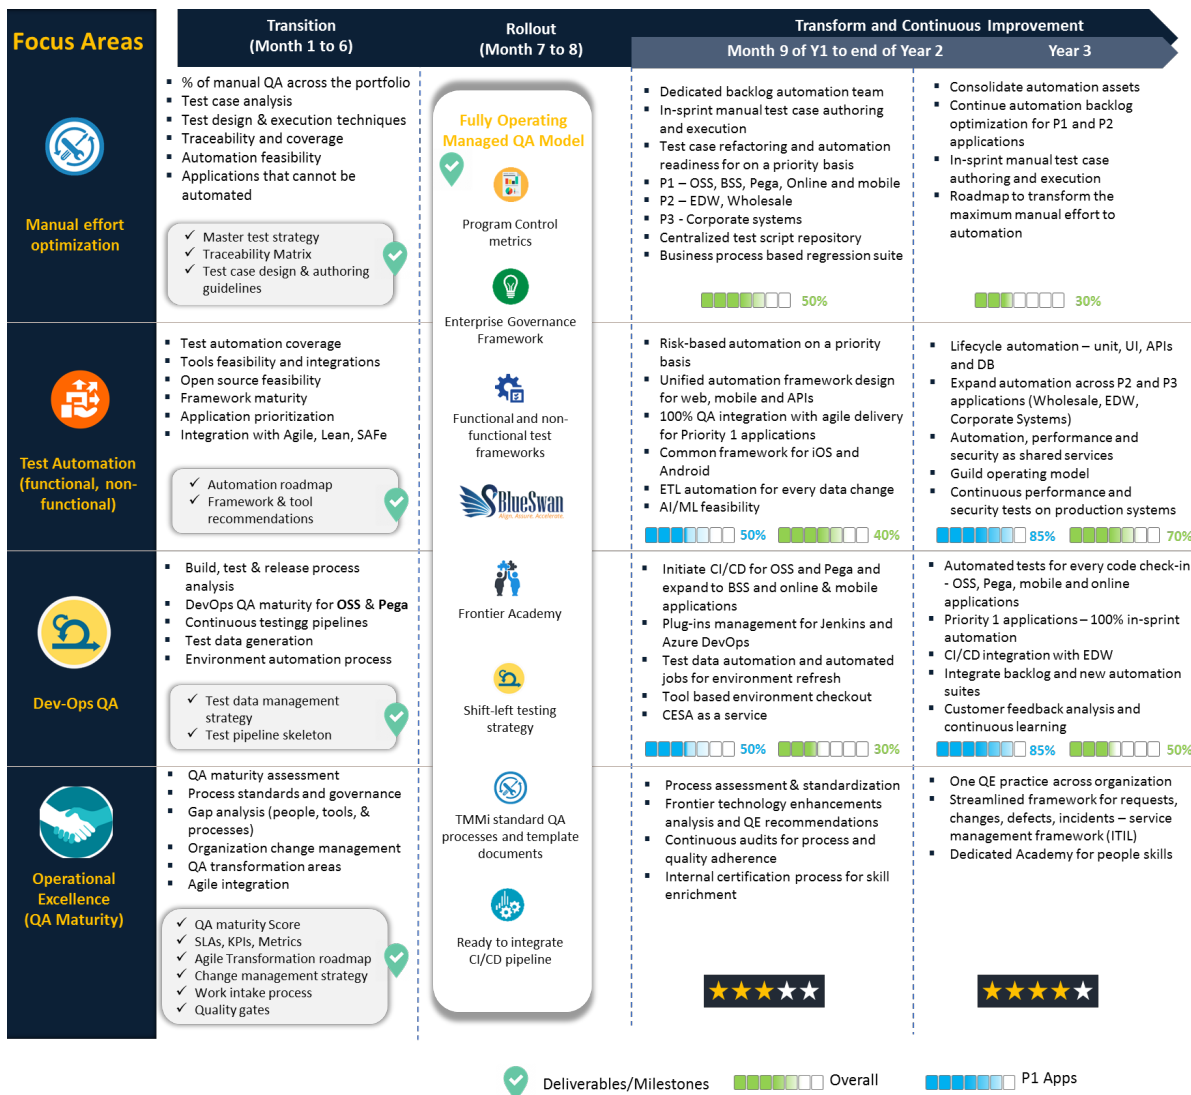 Focus Areas
Transition
(Month 1 to 6)
Rollout
(Month 7 to 8)
Transform and Continuous Improvement
Month 9 of Y1 to end of Year 2
Year 3
Manual effort
optimization
% of manual QA across the portfolio
Test case analysis
Test design & execution techniques
Traceability and coverage
Automation feasibility
Applications that cannot be
automated
Master test strategy
Traceability Matrix
Test case design & authoring
guidelines
Fully Operating
Managed QA Model
Program Control
metrics
Enterprise Governance
Framework
Functional and non-
functional test
frameworks
BlueSwan
Align. Assure. Accelerate.
Frontier Academy
Shift-left testing
strategy
TMMi standard QA
processes and template
documents
Ready to integrate
CI/CD pipeline
Dedicated backlog automation team
In-sprint manual test case authoring
and execution
Test case refactoring and automation
readiness for on a priority basis
P1 – OSS, BSS, Pega, Online and mobile
P2 – EDW, Wholesale
P3 - Corporate systems
Centralized test script repository
Business process based regression suite
50%
Consolidate automation assets
Continue automation backlog
optimization for P1 and P2
applications
In-sprint manual test case
authoring and execution
Roadmap to transform the
maximum manual effort to
automation
30%
Test Automation
(functional, non-
functional)
Test automation coverage
Tools feasibility and integrations
Open source feasibility
Framework maturity
Application prioritization
Integration with Agile, Lean, SAFe
Automation roadmap
Framework & tool
recommendations
Risk-based automation on a priority
basis
Unified automation framework design
for web, mobile and APIs
100% QA integration with agile delivery
for Priority 1 applications
Common framework for iOS and
Android
ETL automation for every data change
AI/ML feasibility
50%
40%
Lifecycle automation – unit, UI, APIs
and DB
Expand automation across P2 and P3
applications (Wholesale, EDW,
Corporate Systems)
Automation, performance and
security as shared services
Guild operating model
Continuous performance and
security tests on production systems
85%
70%
Dev-Ops QA
Build, test & release process
analysis
DevOps QA maturity for OSS & Pega
Continuous testingg pipelines
Test data generation
Environment automation process
Test data management
strategy
Test pipeline skeleton
Initiate CI/CD for OSS and Pega and
expand to BSS and online & mobile
applications
Plug-ins management for Jenkins and
Azure DevOps
Test data automation and automated
jobs for environment refresh
Tool based environment checkout
CESA as a service
50%
30%
Automated tests for every code check-in
- OSS, Pega, mobile and online
applications
Priority 1 applications – 100% in-sprint
automation
CI/CD integration with EDW
Integrate backlog and new automation
suites
Customer feedback analysis and
continuous learning
85%
50%
Operational
Excellence
(QA Maturity)
QA maturity assessment
Process standards and governance
Gap analysis (people, tools, &
processes)
Organization change management
QA transformation areas
Agile integration
QA maturity Score
SLAs, KPIs, Metrics
Agile Transformation roadmap
Change management strategy
Work intake process
Quality gates
Process assessment & standardization
Frontier technology enhancements
analysis and QE recommendations
Continuous audits for process and
quality adherence
Internal certification process for skill
enrichment
One QE practice across organization
Streamlined framework for requests,
changes, defects, incidents – service
management framework (ITIL)
Dedicated Academy for people skills
Deliverables/Milestones
Overall
P1 Apps